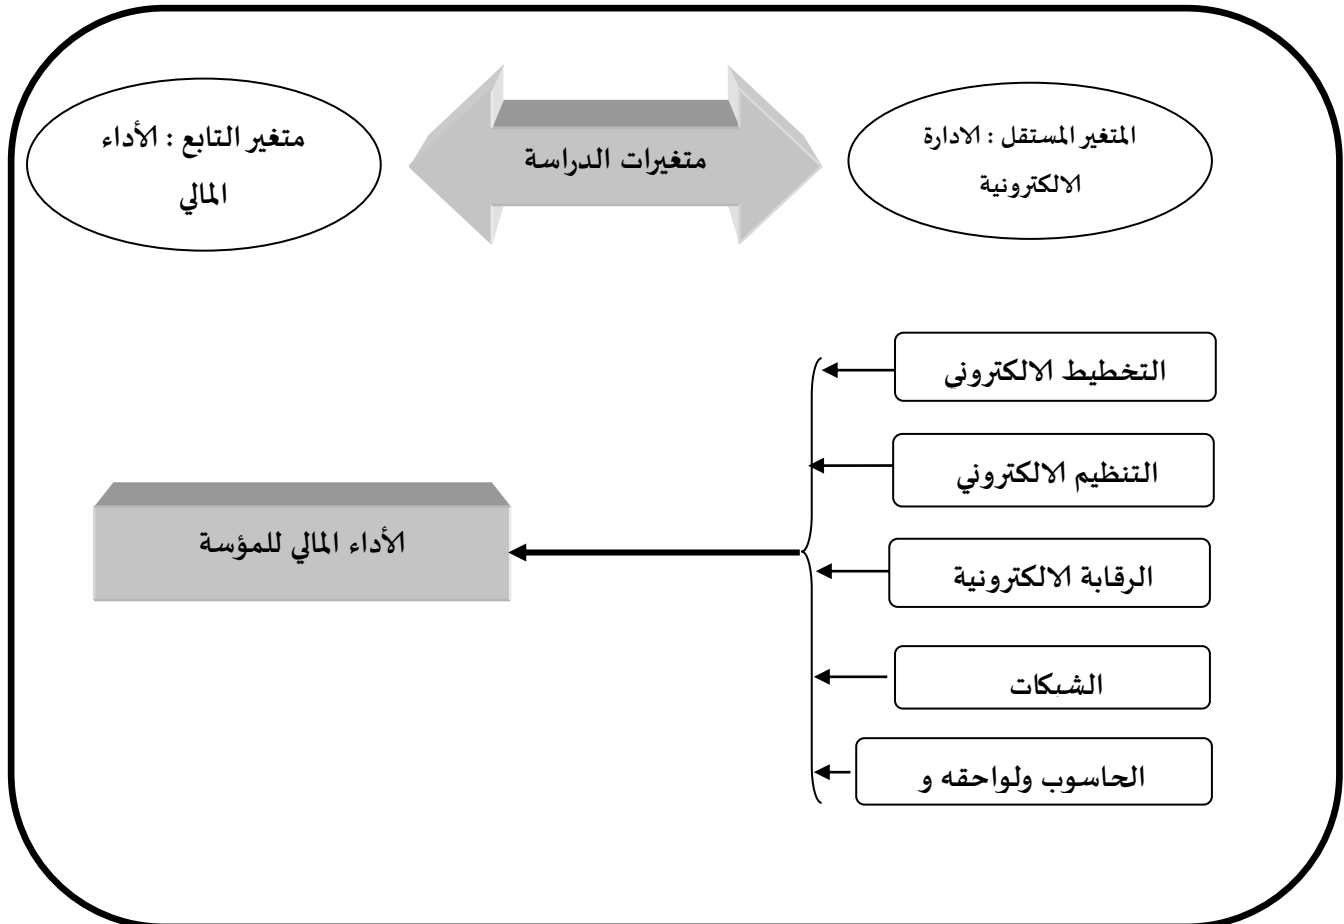 المتغير المستقل : الادارة
الالكترونية
متغيرات الدراسة
متغير التابع : الأداء
المالي
التخطيط الالكتروني
التنظيم الالكتروني
الرقابة الالكترونية
الشبكات
الحاسوب ولواحقه و
الأداء المالي للمؤسة